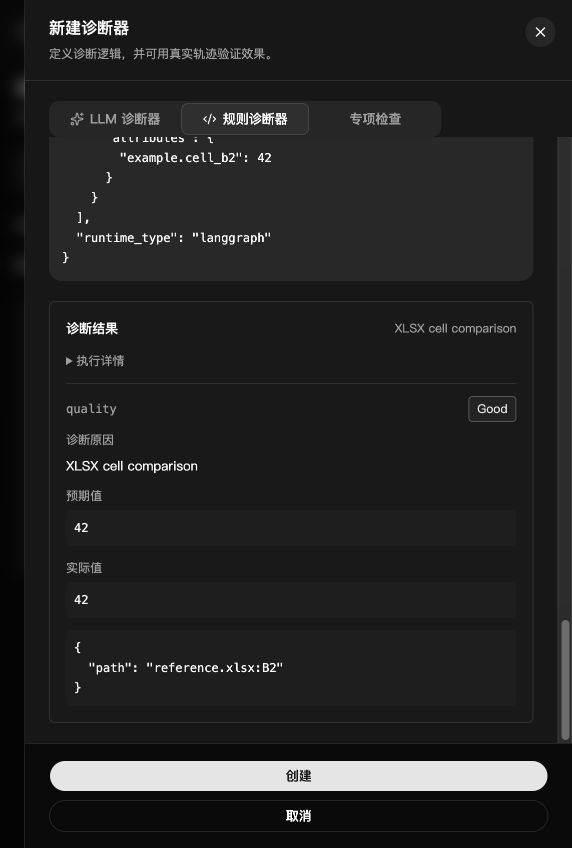 新建诊断器
定义诊断逻辑，并可用真实轨迹验证效果。
LLM 诊断器
规则诊断器
专项检查
"attributes": {
"example.cell_b2": 42
}
}
],
"runtime_type": "langgraph"
}
诊断结果
XLSX cell comparison
执行详情
quality
Good
诊断原因
XLSX cell comparison
预期值
42
实际值
42
{
"path": "reference.xlsx:B2"
}
创建
取消